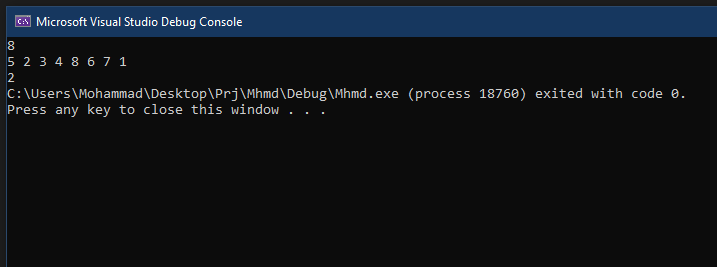 Microsoft Visual Studio Debug Console
8
5 2 3 4 8 6 7 1
2
C:\Users\Mohammad\Desktop\Prj\Mhmd\Debug\Mhmd.exe (process 18760) exited with code 0.
Press any key to close this window . . .